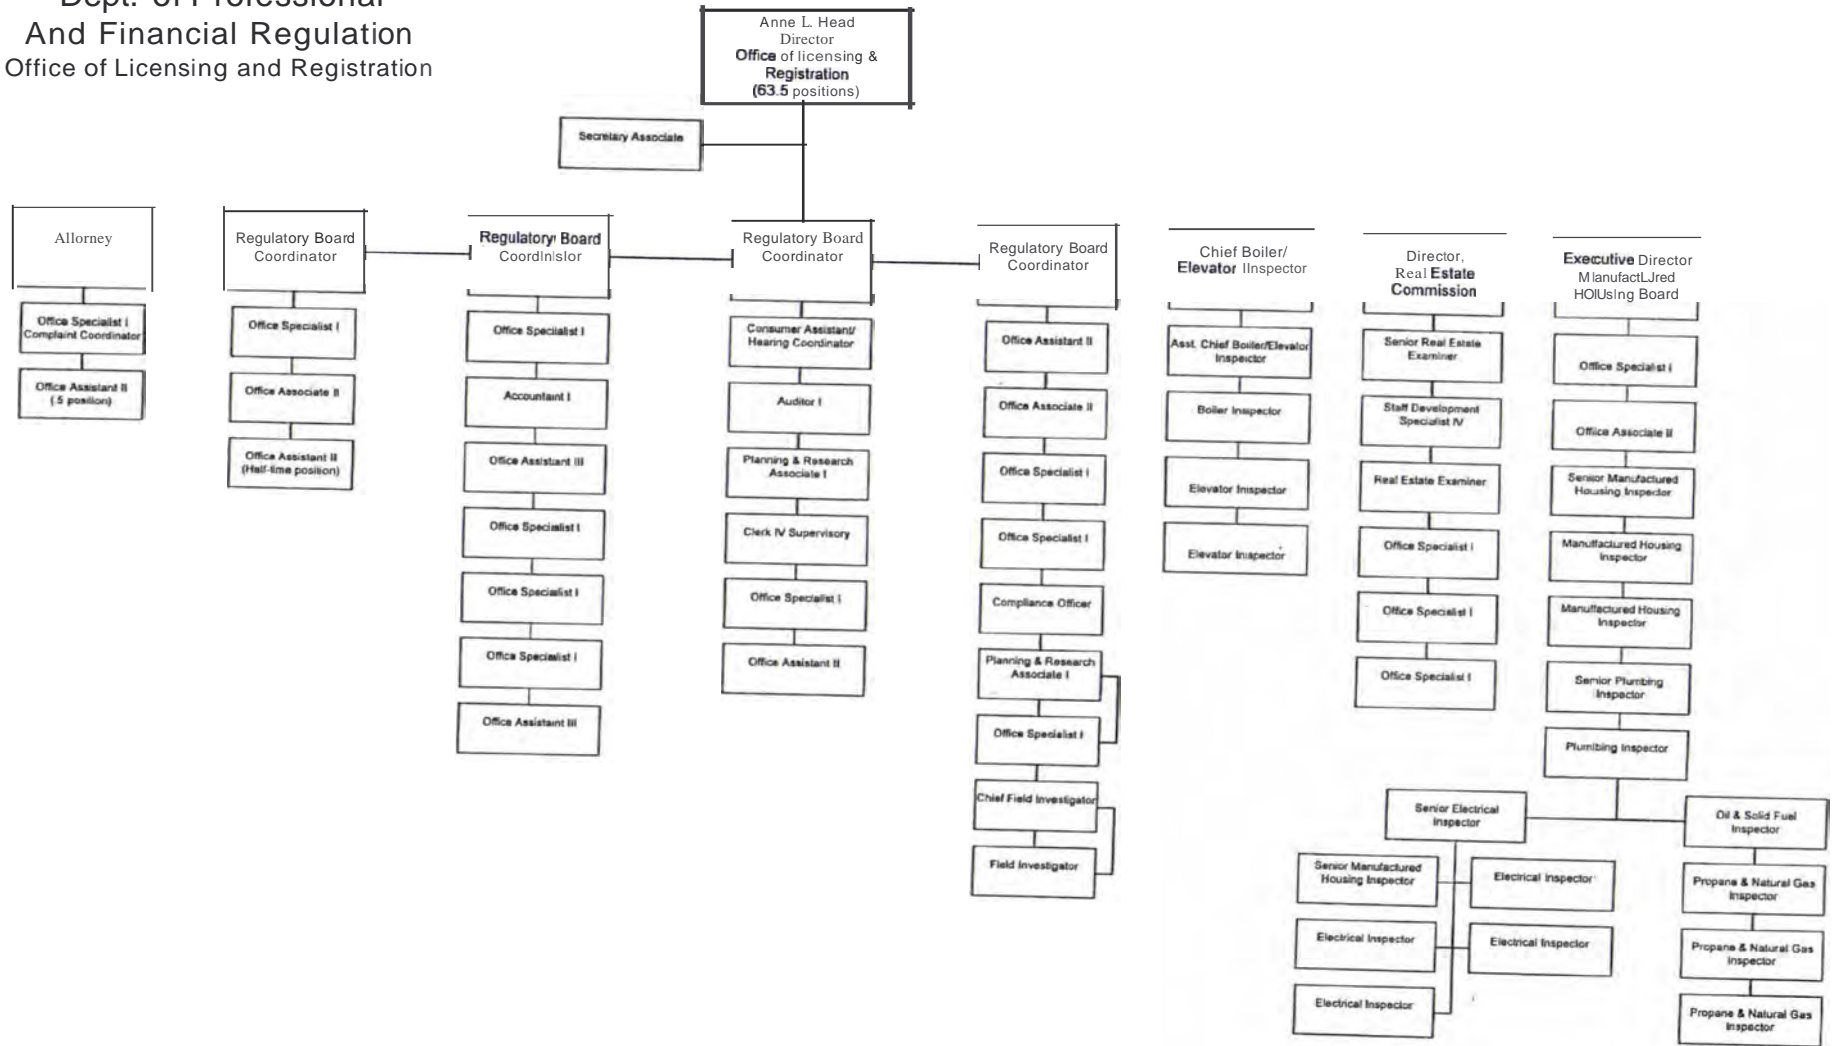 Dept. of Professional
And Financial Regulation
Office of Licensing and Registration
Anne L. Head
Director
Office of licensing &
Registration
(63.5 positions)
Secretary Associate
Allorney
Office Specialist I
Complaint Coordinator
Office Assistant II
(.5 position)
Regulatory Board
Coordinator
Office Specialist I
Office Associate II
Office Assistant II
(Half-time position)
Regulatory Board
Coordlnislor
Office Specialist I
Accountaint I
Office Assistant III
Office Specialist I
Office Specialist I
Office Specialist I
Office Assistant III
Regulatory Board
Coordinator
Consumer Assistant/
Hearing Coordinator
Auditor I
Planning & Research
Associate I
Clerk IV Supervisory
Office Specialist I
Office Assistant II
Regulatory Board
Coordinator
Office Assistant II
Office Associate II
Office Specialist I
Office Specialist I
Compliance Officer
Planning & Research
Associate I
Office Specialist I
Chief Field Investigator
Field Investigator
Chief Boiler/
Elevator IInspector
Asst. Chief Boiler/Elevator
Inspector
Boiler Inspector
Elevator Inspector
Elevator Inspector
Director,
Real Estate
Commission
Senior Real Estate
Examiner
Staff Development
Specialist IV
Real Estate Examiner
Office Specialist I
Office Specialist I
Office Specialist I
Executive Director
MlanufactLJred
HOIUsIng Board
Office Specialist I
Office Associate II
Senior Manufactured
Housing Inspector
Manufactured Housing
Inspector
Manufactured Housing
Inspector
Senior Plumbing
Inspector
Plumbing Inspector
Senior Electrical
Inspector
Senior Manufactured
Housing Inspector
Electrical Inspector
Electrical Inspector
Electrical Inspector
Electrical Inspector
Oil & Solid Fuel
Inspector
Propane & Natural Gas
Inspector
Propane & Natural Gas
Inspector
Propane & Natural Gas
Inspector